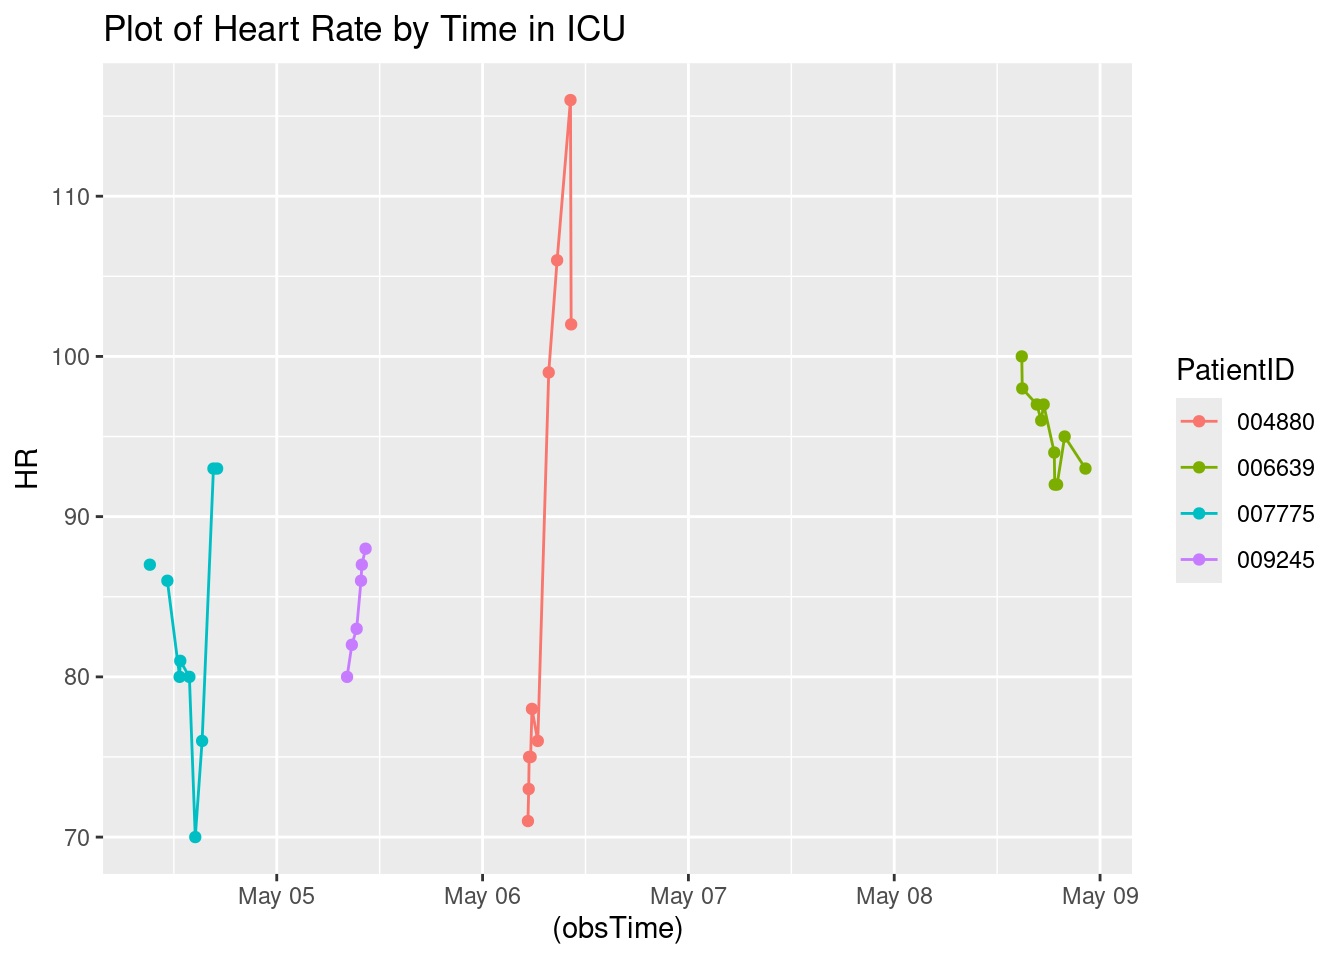 Plot of Heart Rate by Time in ICU
110
100
90
80
70
HR
May 05
May 06
May 07
May 08
May 09
(obsTime)
PatientID
004880
006639
007775
009245